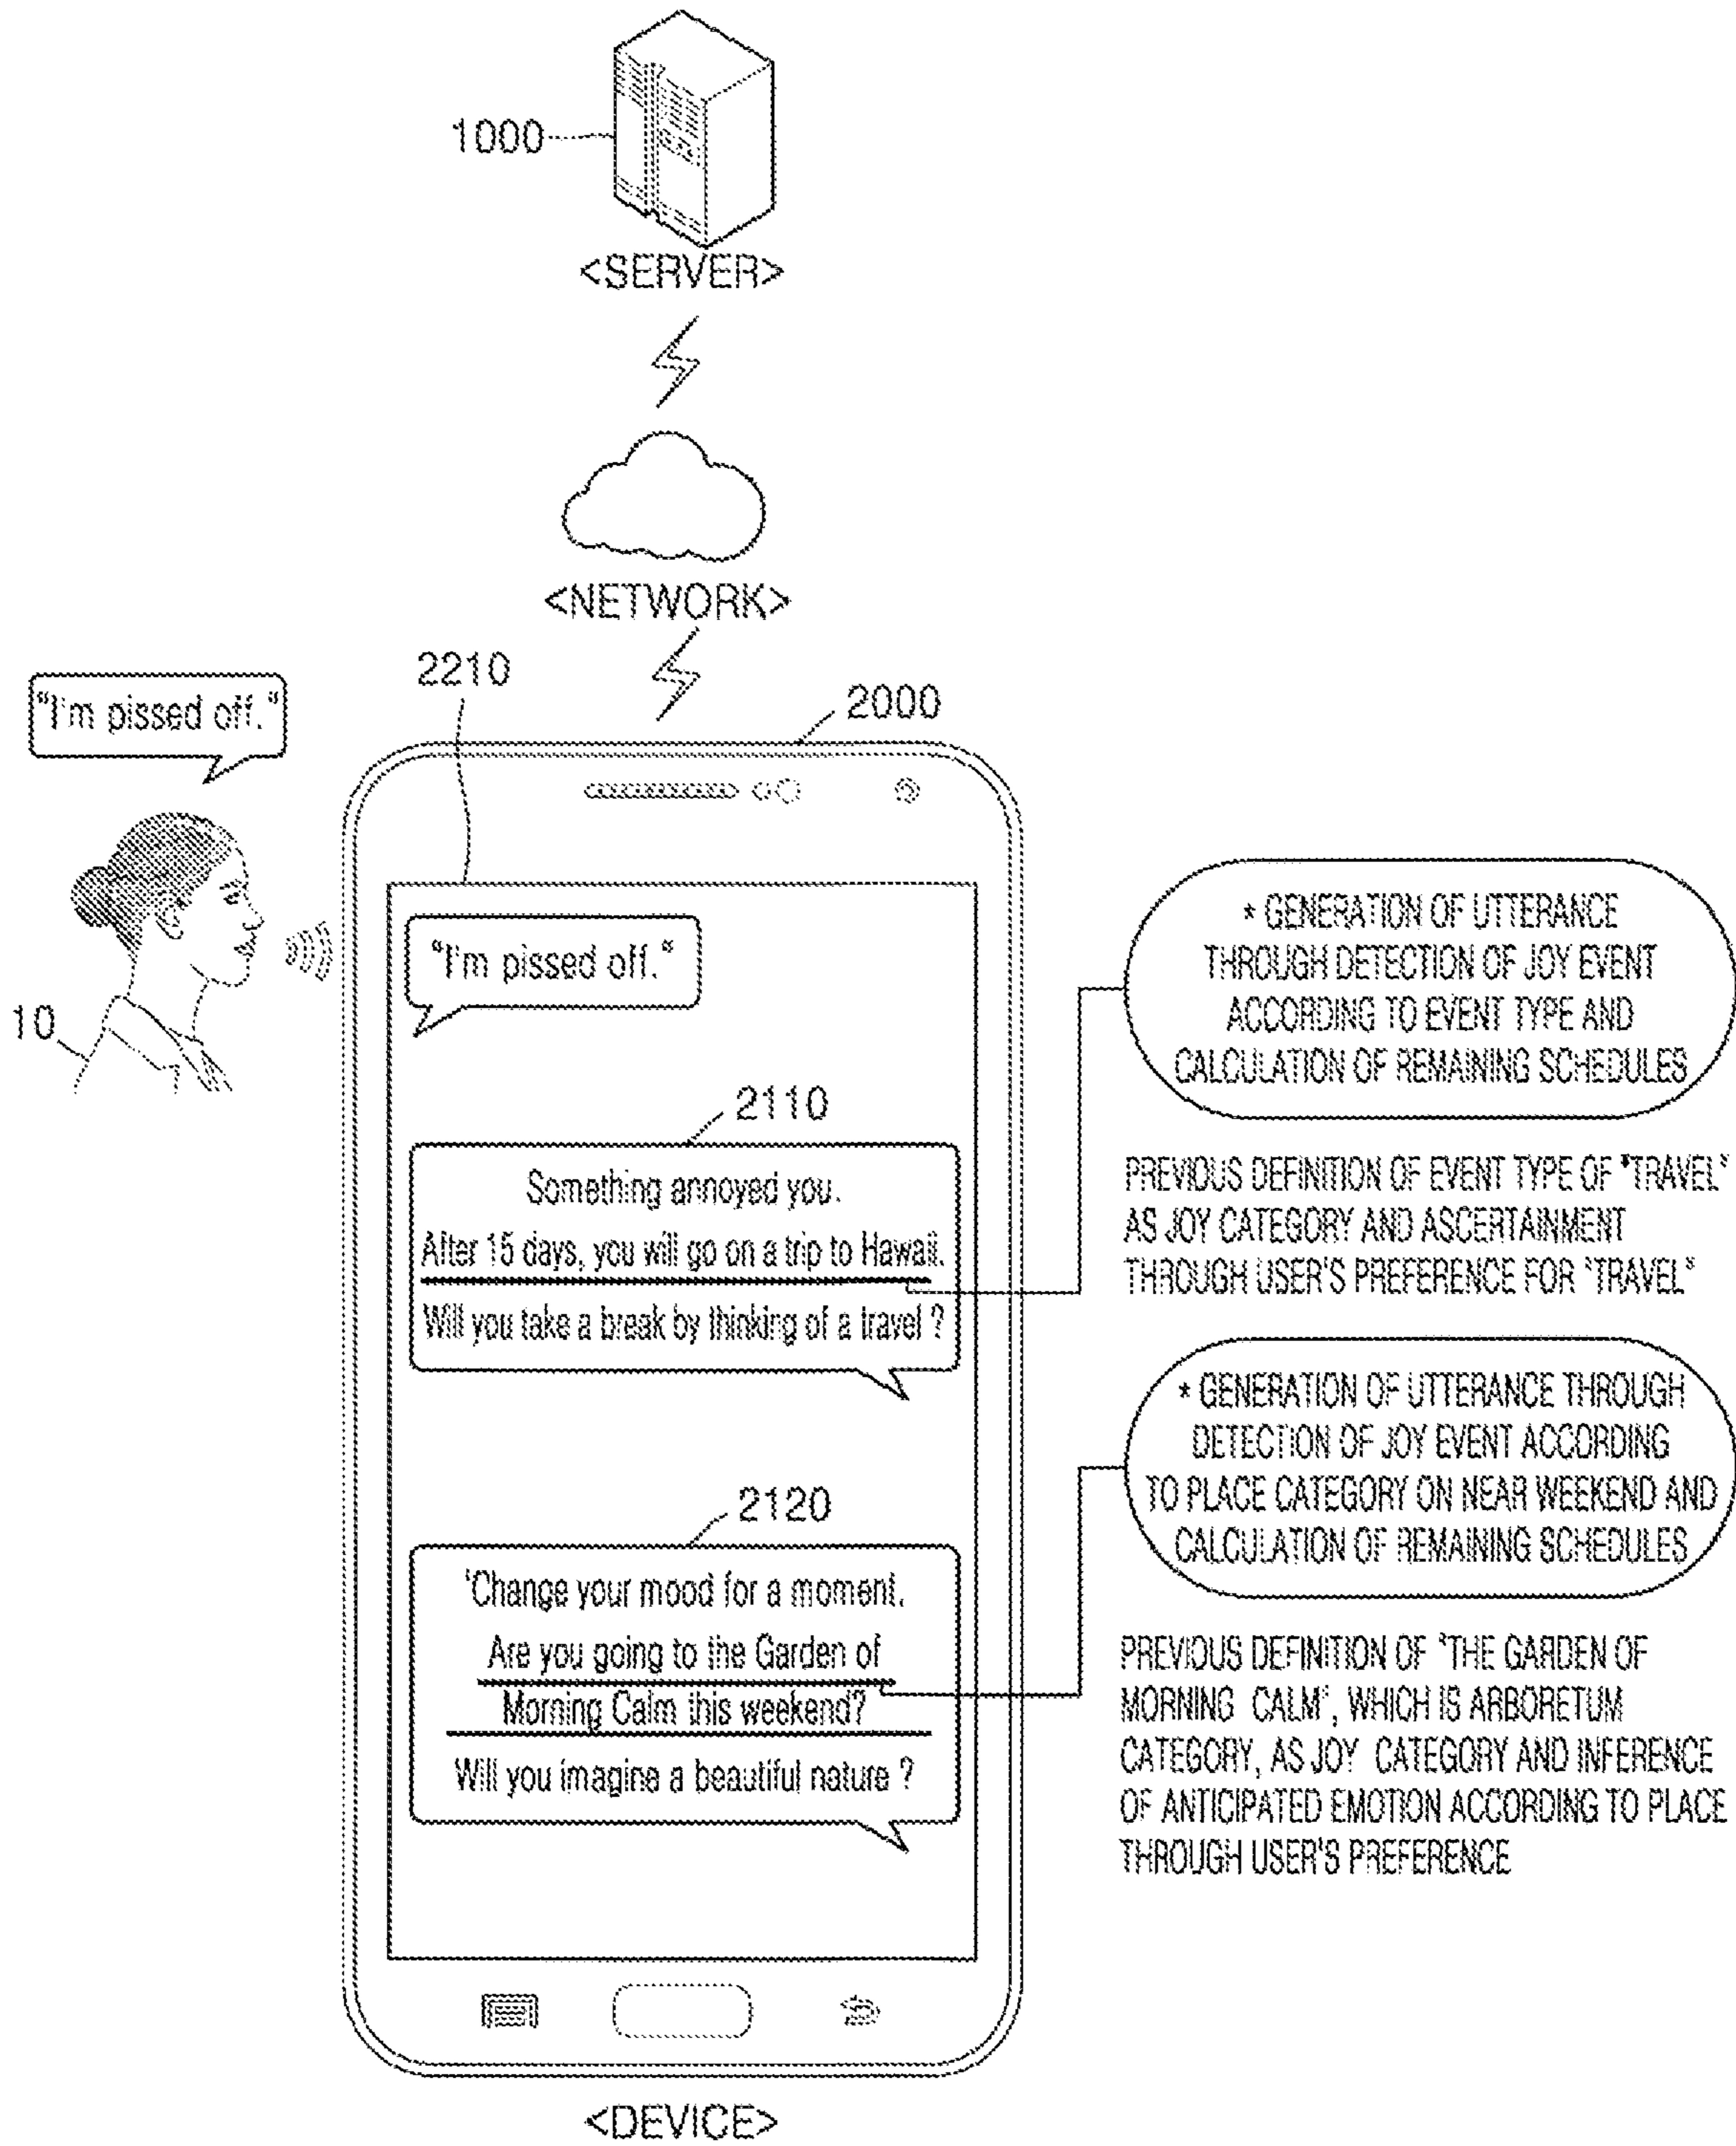 1000
<SERVER>
<NETWORK>
2210
2000
"I'm pissed off."
10
"I'm pissed off."
2110
Something annoyed you.
After 15 days, you will go on a trip to Hawaii.
Will you take a break by thinking of a travel ?
2120
'Change your mood for a moment.
Are you going to the Garden of
Morning Calm this weekend?
Will you imagine a beautiful nature ?
* GENERATION OF UTTERANCE
THROUGH DETECTION OF JOY EVENT
ACCORDING TO EVENT TYPE AND
CALCULATION OF REMAINING SCHEDULES
PREVIOUS DEFINITION OF EVENT TYPE OF "TRAVEL"
AS JOY CATEGORY AND ASCERTAINMENT
THROUGH USER'S PREFERENCE FOR "TRAVEL"
* GENERATION OF UTTERANCE THROUGH
DETECTION OF JOY EVENT ACCORDING
TO PLACE CATEGORY ON NEAR WEEKEND AND
CALCULATION OF REMAINING SCHEDULES
PREVIOUS DEFINITION OF "THE GARDEN OF
MORNING CALM", WHICH IS ARBORETUM
CATEGORY, AS JOY CATEGORY AND INFERENCE
OF ANTICIPATED EMOTION ACCORDING TO PLACE
THROUGH USER'S PREFERENCE
<DEVICE>